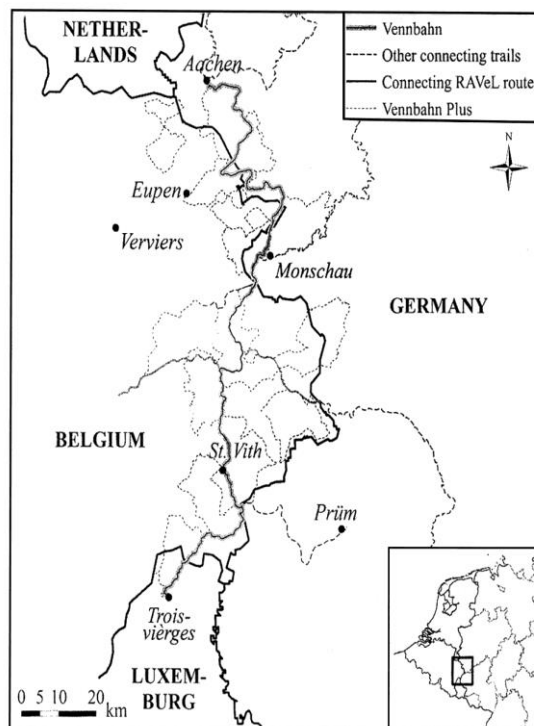 NETHER-
LANDS
Vennbahn
Other connecting trails
Connecting RAVeL route
Vennbahn Plus
Aachen
N
Eupen
Verviers
Monschau
GERMANY
BELGIUM
St. Vith
Prüm
Trois-
vièrges
LUXEM-
BURG
0 5 10 20
km